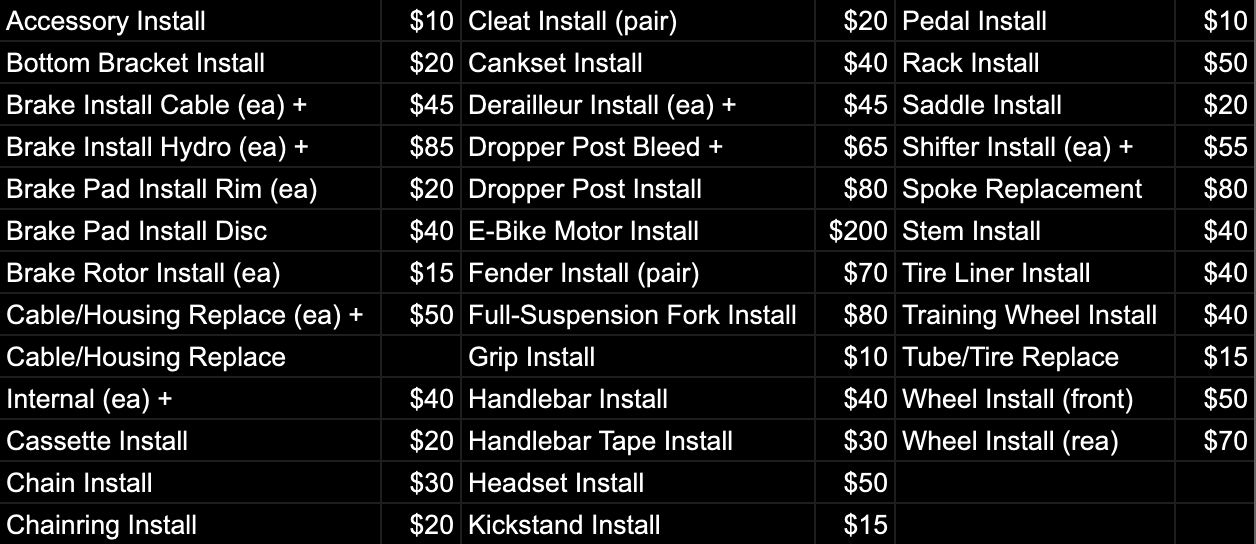 Accessory Install $10 Cleat Install (pair) $20 Pedal Install $10
Bottom Bracket Install $20 Cankset Install $40 Rack Install $50
Brake Install Cable (ea) + $45 Derailleur Install (ea) + $45 Saddle Install $20
Brake Install Hydro (ea) + $85 Dropper Post Bleed + $65 Shifter Install (ea) + $55
Brake Pad Install Rim (ea) $20 Dropper Post Install $80 Spoke Replacement $80
Brake Pad Install Disc $40 E-Bike Motor Install $200 Stem Install $40
Brake Rotor Install (ea) $15 Fender Install (pair) $70 Tire Liner Install $40
Cable/Housing Replace (ea) + $50 Full-Suspension Fork Install $80 Training Wheel Install $40
Cable/Housing Replace Grip Install $10 Tube/Tire Replace $15
Internal (ea) + $40 Handlebar Install $40 Wheel Install (front) $50
Cassette Install $20 Handlebar Tape Install $30 Wheel Install (rea) $70
Chain Install $30 Headset Install $50
Chainring Install $20 Kickstand Install $15